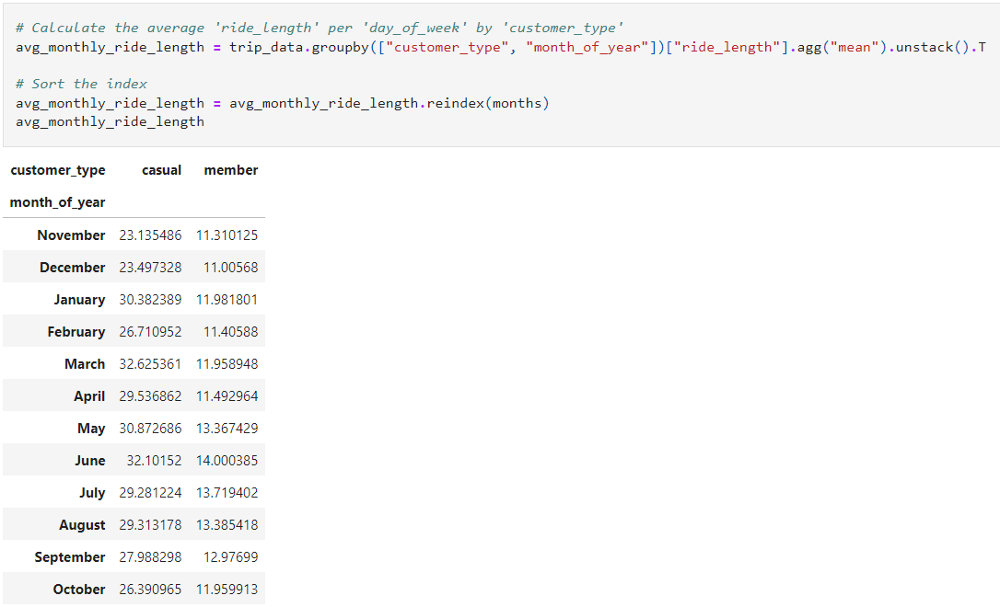 # Calculate the average 'ride_length' per 'day_of_week' by 'customer_type'
avg_monthly_ride_length = trip_data.groupby(["customer_type", "month_of_year"])["ride_length"].agg("mean").unstack().T
# Sort the index
avg_monthly_ride_length = avg_monthly_ride_length.reindex(months)
avg_monthly_ride_length
customer_type casual member
month_of_year
November 23.135486 11.310125
December 23.497328 11.00568
January 30.382389 11.981801
February 26.710952 11.40588
March 32.625361 11.958948
April 29.536862 11.492964
May 30.872686 13.367429
June 32.10152 14.000385
July 29.281224 13.719402
August 29.313178 13.385418
September 27.988298 12.97699
October 26.390965 11.959913